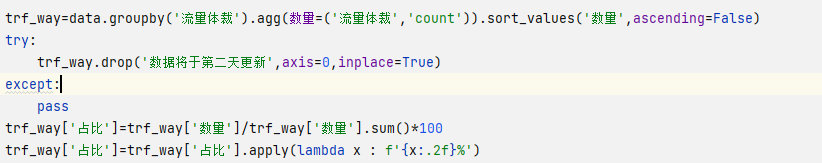 trf_way=data.groupby('流量体裁').agg(数量=('流量体裁','count')).sort_values('数量',ascending=False)
try:
    trf_way.drop('数据将于第二天更新',axis=0,inplace=True)
except:
    pass
trf_way['占比']=trf_way['数量']/trf_way['数量'].sum()*100
trf_way['占比']=trf_way['占比'].apply(lambda x : f'{x:.2f}%')